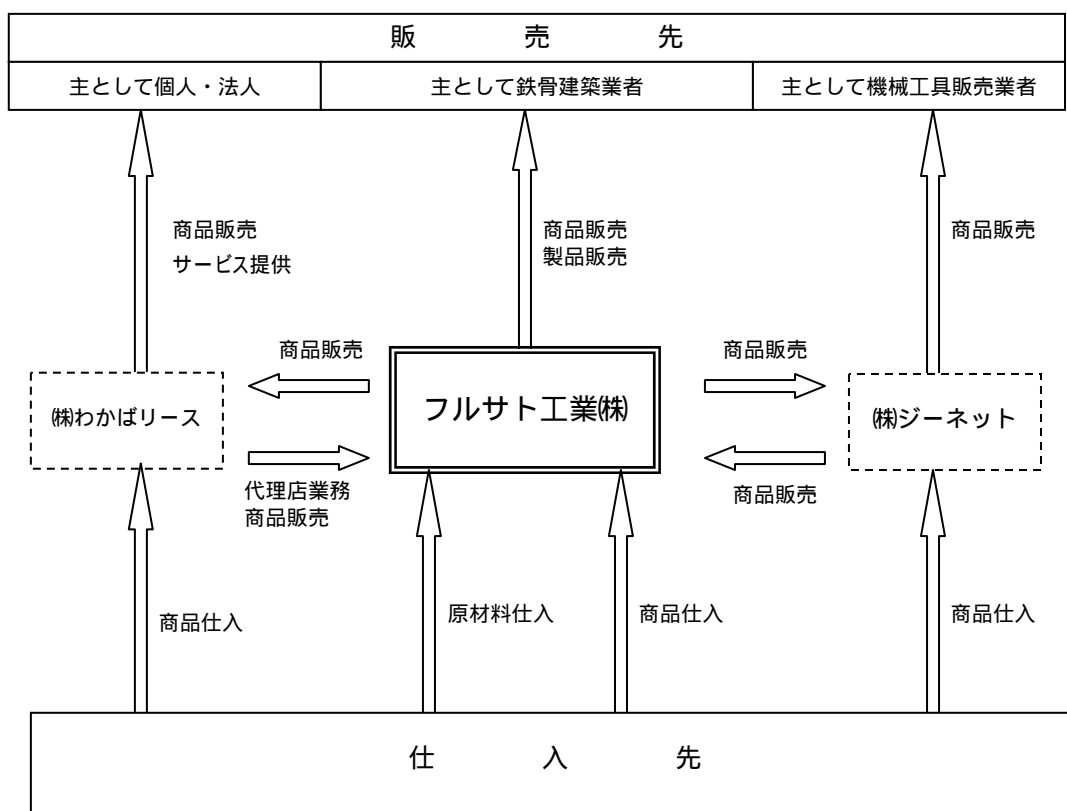 販売先
主として個人・法人
主として鉄骨建築業者
主として機械工具販売業者
商品販売
サービス提供
商品販売
製品販売
商品販売
商品販売
商品販売
㈱わかばリース
フルサト工業㈱
㈱ジーネット
代理店業務
商品販売
商品販売
商品仕入
原材料仕入
商品仕入
商品仕入
仕入先